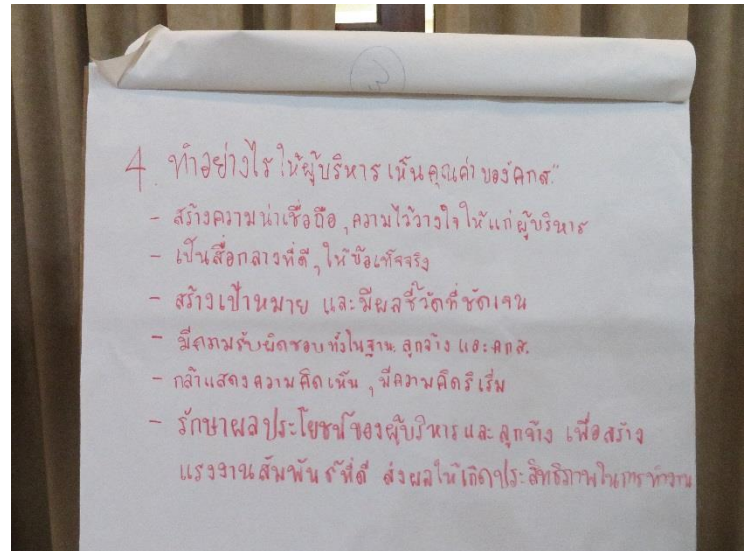 4. ทำอย่างไรให้ผู้บริหารเห็นคุณค่าของ "คกส."
- สร้างความน่าเชื่อถือ, ความไว้วางใจให้แก่ผู้บริหาร
- เป็นสื่อกลางที่ดี, ให้ข้อเท็จจริง
- สร้างเป้าหมาย และมีผลชี้วัดที่ชัดเจน
- มีความรับผิดชอบทั้งในฐานะลูกจ้าง และ คกส.
- กล้าแสดงความคิดเห็น, มีความคิดริเริ่ม
- รักษาผลประโยชน์ของผู้บริหารและลูกจ้าง เพื่อสร้าง
แรงงานสัมพันธ์ที่ดี ส่งผลให้เกิดประสิทธิภาพในการทำงาน